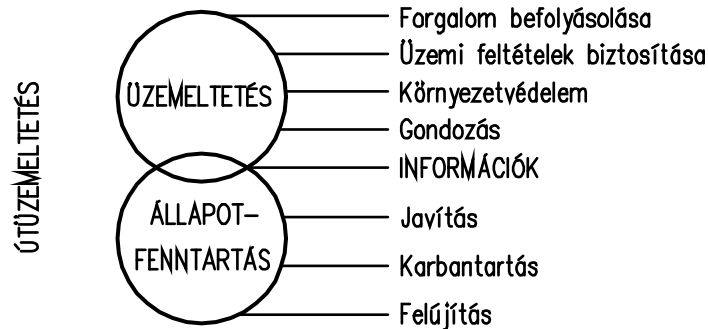 ÚTÜZEMELTETÉS
ÜZEMELTETÉS
ÁLLAPOT-
FENNTARTÁS
Forgalom befolyásolása
Üzemi feltételek biztosítása
Környezetvédelem
Gondozás
INFORMÁCIÓK
Javítás
Karbantartás
Felújítás